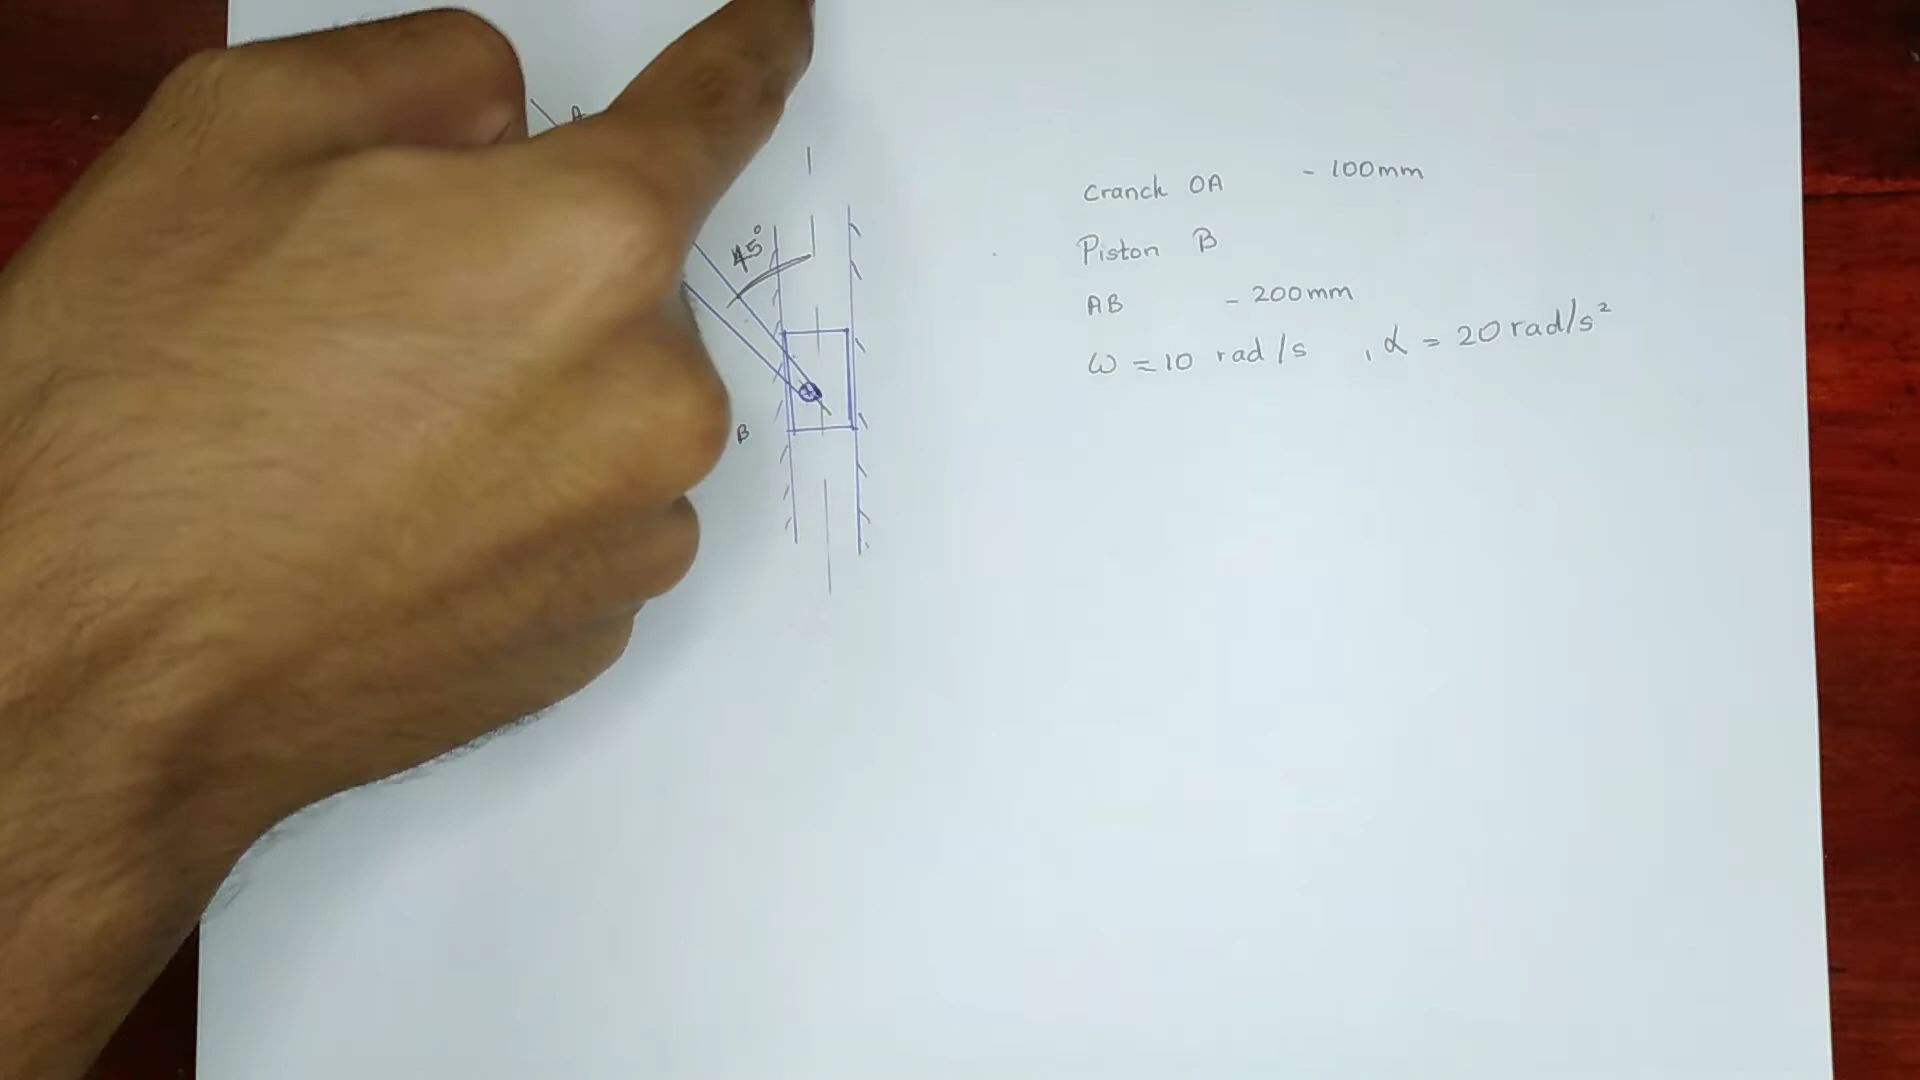 A
45°
B
Cranck OA - 100mm
Piston B
AB - 200mm
ω = 10 rad/s , α = 20 rad/s²